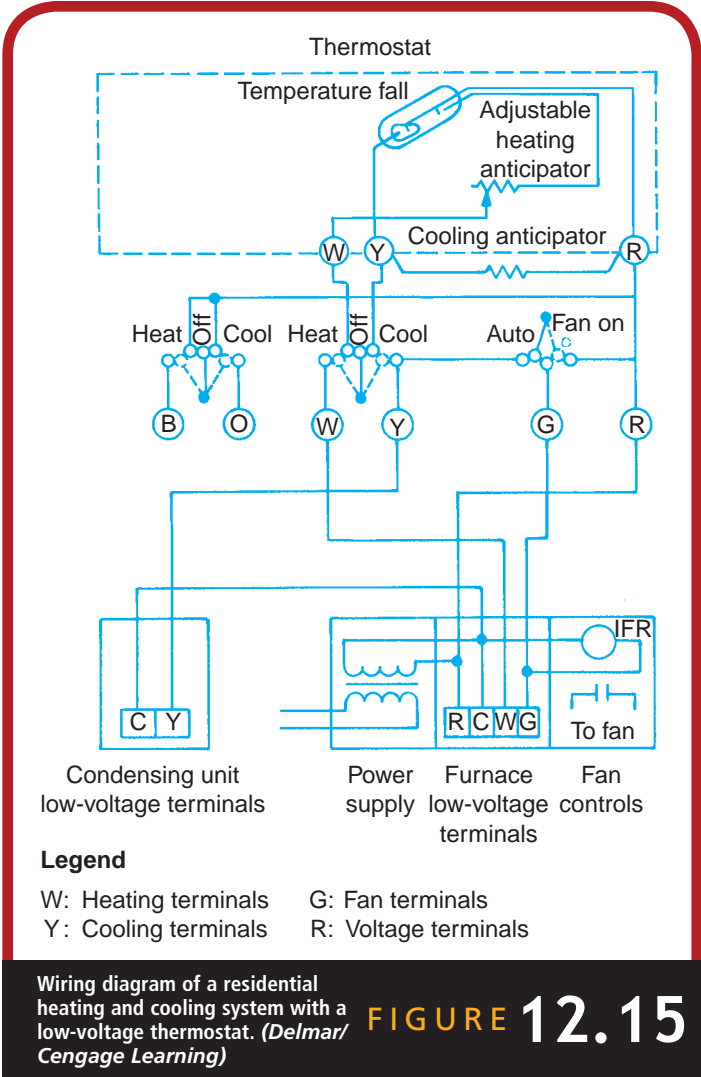 Thermostat
Temperature fall
Adjustable
heating
anticipator
W Y Cooling anticipator R
Heat Off Cool Heat Off Cool Auto Fan on
B O W Y G R
IFR
C Y R C W G To fan
Condensing unit
low-voltage terminals
Power
supply
Furnace
low-voltage
terminals
Fan
controls
Legend
W: Heating terminals G: Fan terminals
Y: Cooling terminals R: Voltage terminals
Wiring diagram of a residential
heating and cooling system with a
low-voltage thermostat. (Delmar/
Cengage Learning)
FIGURE 12.15